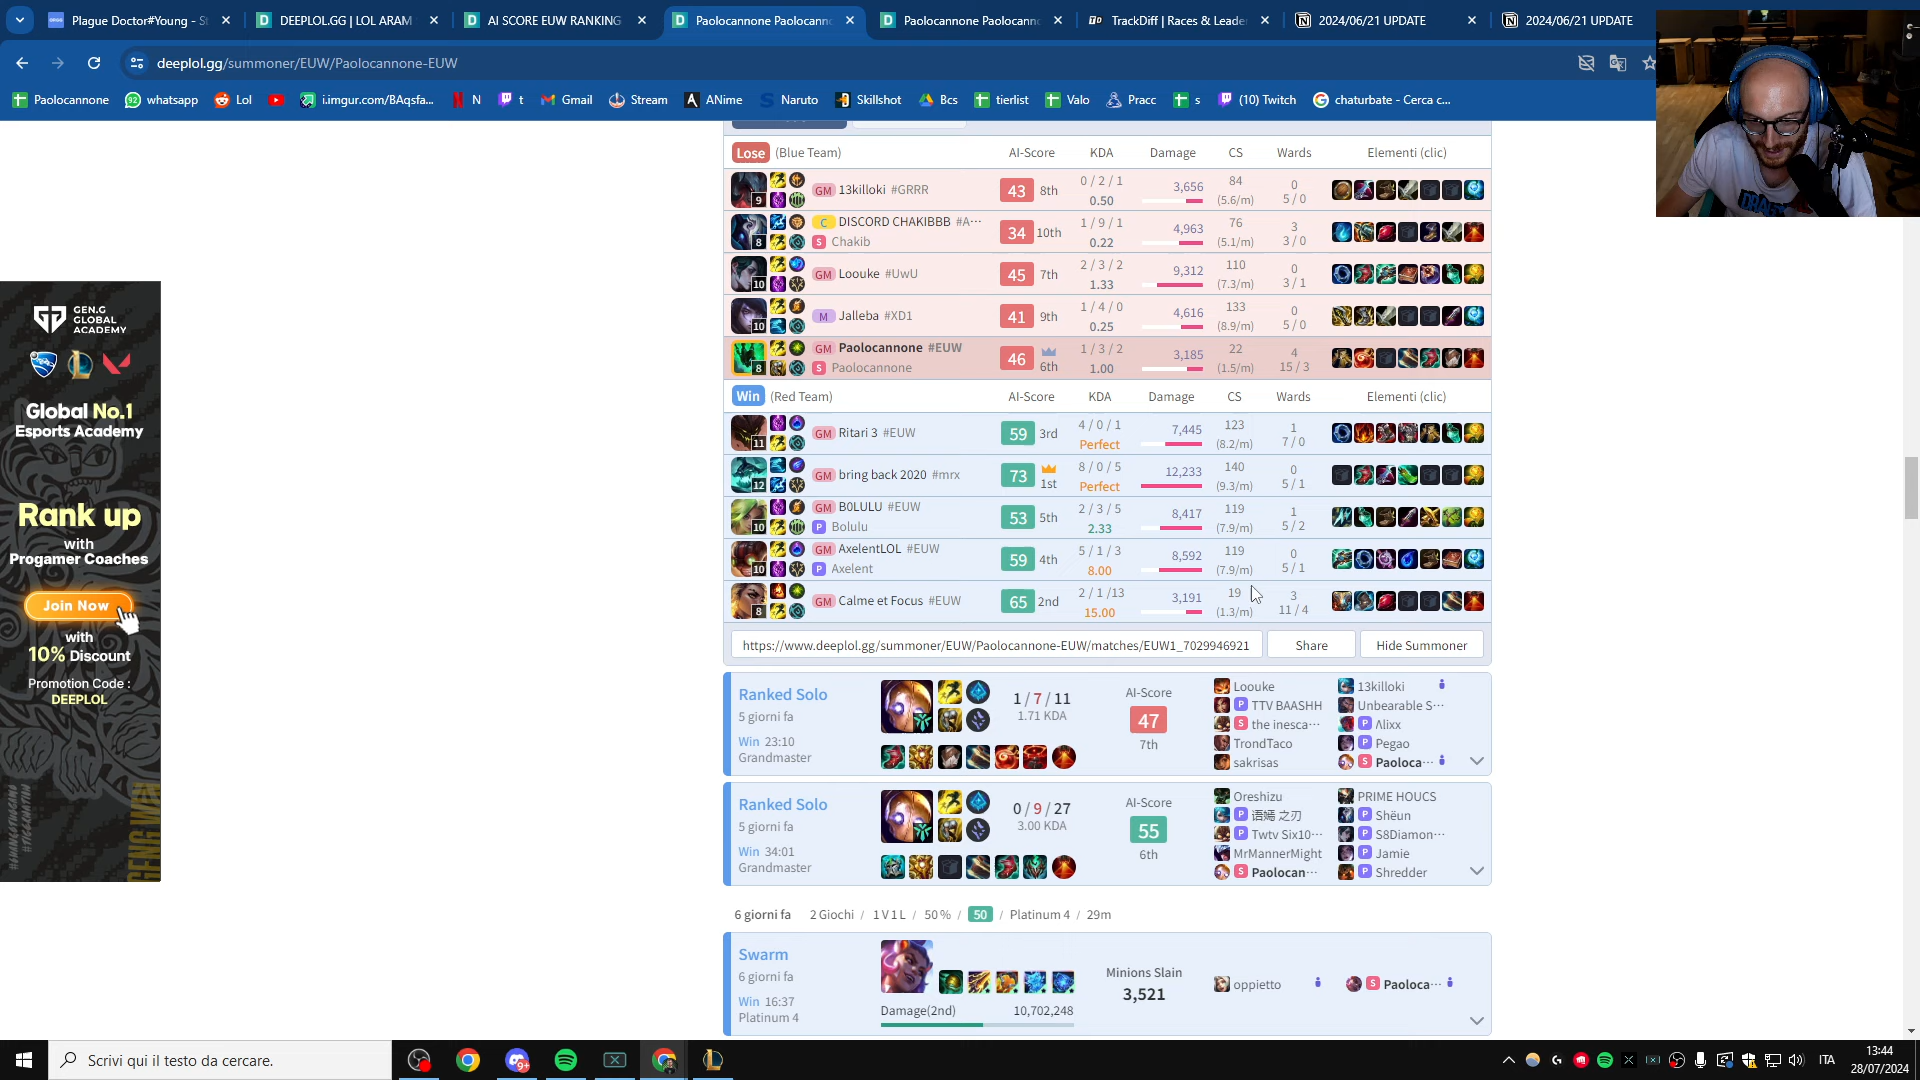 Plague Doctor#Young - S
DEEPLOL.GG | LOL ARAM
AI SCORE EUW RANKING
Paolocannone Paolocann
Paolocannone Paolocann
TrackDiff | Races & Leade
2024/06/21 UPDATE
2024/06/21 UPDATE
deeplol.gg/summoner/EUW/Paolocannone-EUW
Paolocannone
whatsapp
Lol
i.imgur.com/BAqsfa...
N
t
Gmail
Stream
ANime
Naruto
Skillshot
Bcs
tierlist
Valo
Pracc
s
(10) Twitch
chaturbate - Cerca c...
Lose (Blue Team) AI-Score KDA Damage CS Wards Elementi (clic)
9 GM 13killoki #GRRR 43 8th 0 / 2 / 1 0.50 3,656 84 (5.6/m) 0 5 / 0
8 C DISCORD CHAKIBBB #A··· S Chakib 34 10th 1 / 9 / 1 0.22 4,963 76 (5.1/m) 3 3 / 0
10 GM Loouke #UwU 45 7th 2 / 3 / 2 1.33 9,312 110 (7.3/m) 0 3 / 1
10 M Jalleba #XD1 41 9th 1 / 4 / 0 0.25 4,616 133 (8.9/m) 0 5 / 0
8 GM Paolocannone #EUW S Paolocannone 46 6th 1 / 3 / 2 1.00 3,185 22 (1.5/m) 4 15 / 3
Win (Red Team) AI-Score KDA Damage CS Wards Elementi (clic)
11 GM Ritari 3 #EUW 59 3rd 4 / 0 / 1 Perfect 7,445 123 (8.2/m) 1 7 / 0
12 GM bring back 2020 #mrx 73 1st 8 / 0 / 5 Perfect 12,233 140 (9.3/m) 0 5 / 1
10 GM B0LULU #EUW P Bolulu 53 5th 2 / 3 / 5 2.33 8,417 119 (7.9/m) 1 5 / 2
10 GM AxelentLOL #EUW P Axelent 59 4th 5 / 1 / 3 8.00 8,592 119 (7.9/m) 0 5 / 1
8 GM Calme et Focus #EUW 65 2nd 2 / 1 /13 15.00 3,191 19 (1.3/m) 3 11 / 4
https://www.deeplol.gg/summoner/EUW/Paolocannone-EUW/matches/EUW1_7029946921
Share
Hide Summoner
Ranked Solo
5 giorni fa
Win 23:10
Grandmaster
1 / 7 / 11
1.71 KDA
AI-Score
47
7th
Loouke
P TTV BAASHH
S the inesca···
TrondTaco
sakrisas
13killoki
Unbearable S···
P Λlixx
P Pegao
S Paoloca···
Ranked Solo
5 giorni fa
Win 34:01
Grandmaster
0 / 9 / 27
3.00 KDA
AI-Score
55
6th
Oreshizu
P 语嫣 之刃
P Twtv Six10···
MrMannerMight
S Paolocan···
PRIME HOUCS
P Shëun
P S8Diamon···
P Jamie
P Shredder
6 giorni fa 2 Giochi / 1 V 1 L / 50 % / 50 / Platinum 4 / 29m
Swarm
6 giorni fa
Win 16:37
Platinum 4
Damage(2nd) 10,702,248
Minions Slain
3,521
oppietto
S Paoloca···
GEN.G
GLOBAL
ACADEMY
Global No.1
Esports Academy
Rank up
with
Progamer Coaches
Join Now
with
10% Discount
Promotion Code :
DEEPLOL
Scrivi qui il testo da cercare.
ITA
13:44
28/07/2024